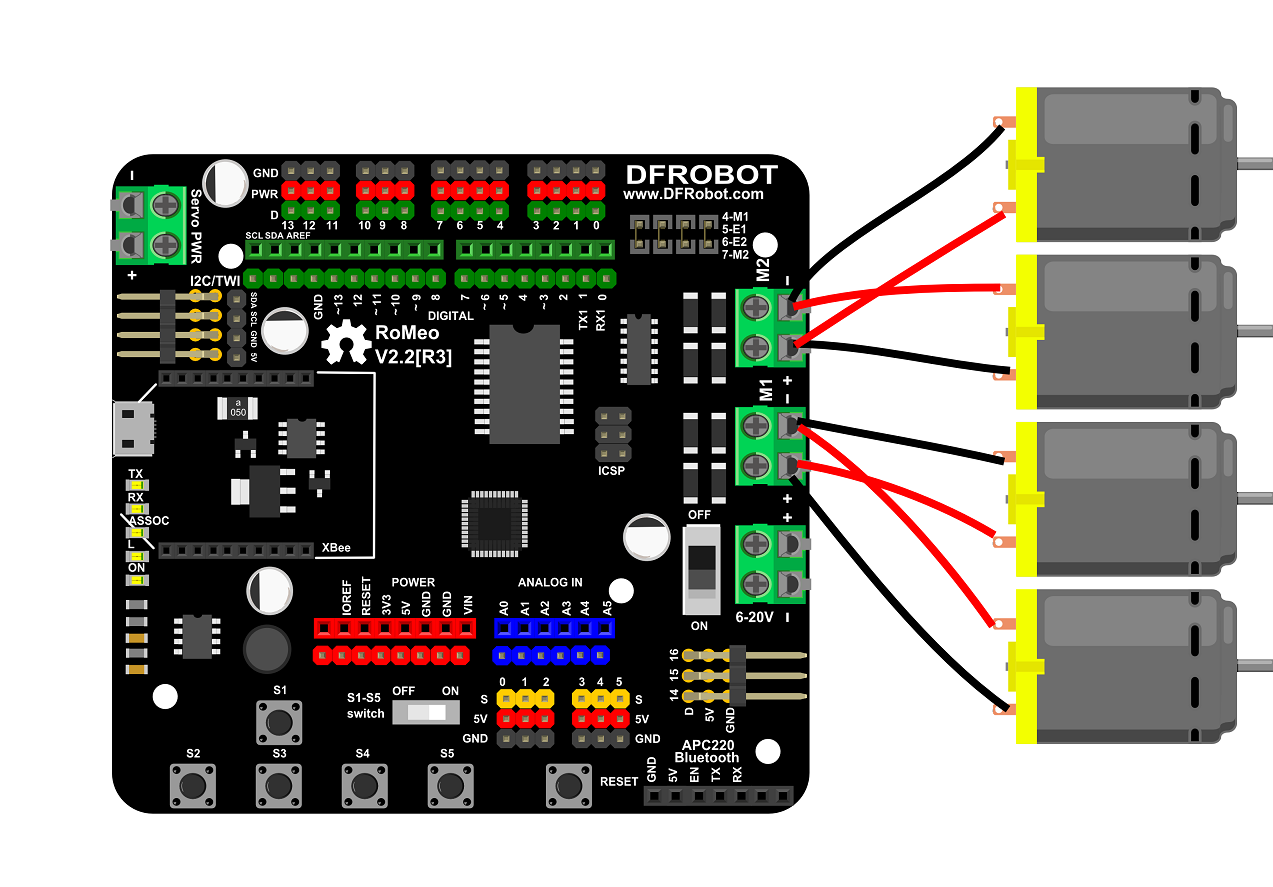 DFROBOT
www.DFRobot.com
GND
PWR
D
13 12 11 10 9 8 7 6 5 4 3 2 1 0
SCL SDA AREF
4-M1
5-E1
6-E2
7-M2
Servo PWR
−
+
I2C/TWI
SDA
SCL
GND
5V
GND
~13
12
~11
~10
~9
8
7
~6
~5
4
~3
2
TX1 1
RX1 0
DIGITAL
RoMeo
V2.2[R3]
M2
−
+
M1
−
+
a
050
ICSP
TX
RX
ASSOC
L
ON
XBee
OFF
ON
+
6-20V −
POWER
IOREF
RESET
3V3
5V
GND
GND
VIN
ANALOG IN
A0
A1
A2
A3
A4
A5
16
15
14
D
5V
GND
S1-S5
switch
OFF ON
0 1 2 3 4 5
S S
5V 5V
GND GND
S1
S2 S3 S4 S5
RESET
APC220
Bluetooth
GND
5V
EN
TX
RX